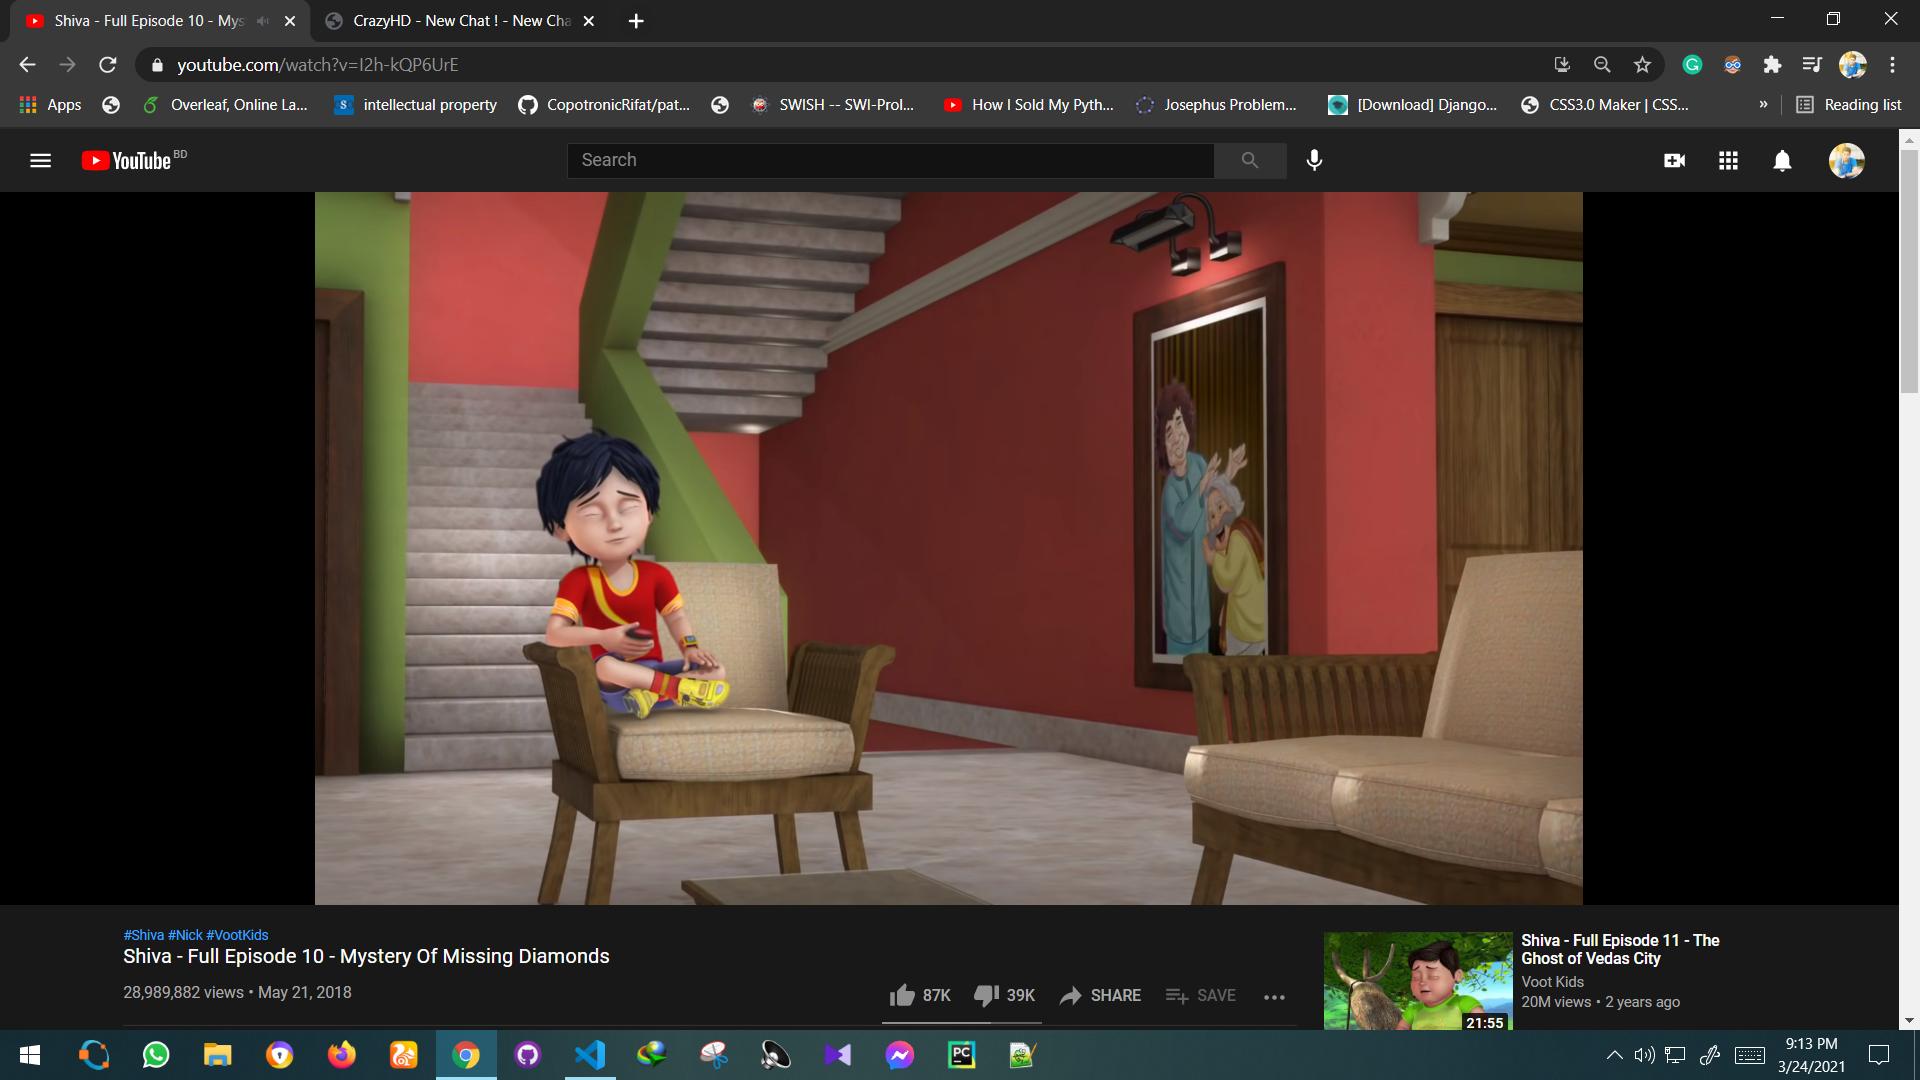 Shiva - Full Episode 10 - Mys
CrazyHD - New Chat ! - New Cha
youtube.com/watch?v=I2h-kQP6UrE
Apps
Overleaf, Online La...
intellectual property
CopotronicRifat/pat...
SWISH -- SWI-Prol...
How I Sold My Pyth...
Josephus Problem...
[Download] Django...
CSS3.0 Maker | CSS...
»
Reading list
YouTube BD
Search
#Shiva #Nick #VootKids
Shiva - Full Episode 10 - Mystery Of Missing Diamonds
28,989,882 views • May 21, 2018
87K
39K
SHARE
SAVE
Shiva - Full Episode 11 - The
Ghost of Vedas City
Voot Kids
20M views • 2 years ago
21:55
PC
9:13 PM
3/24/2021